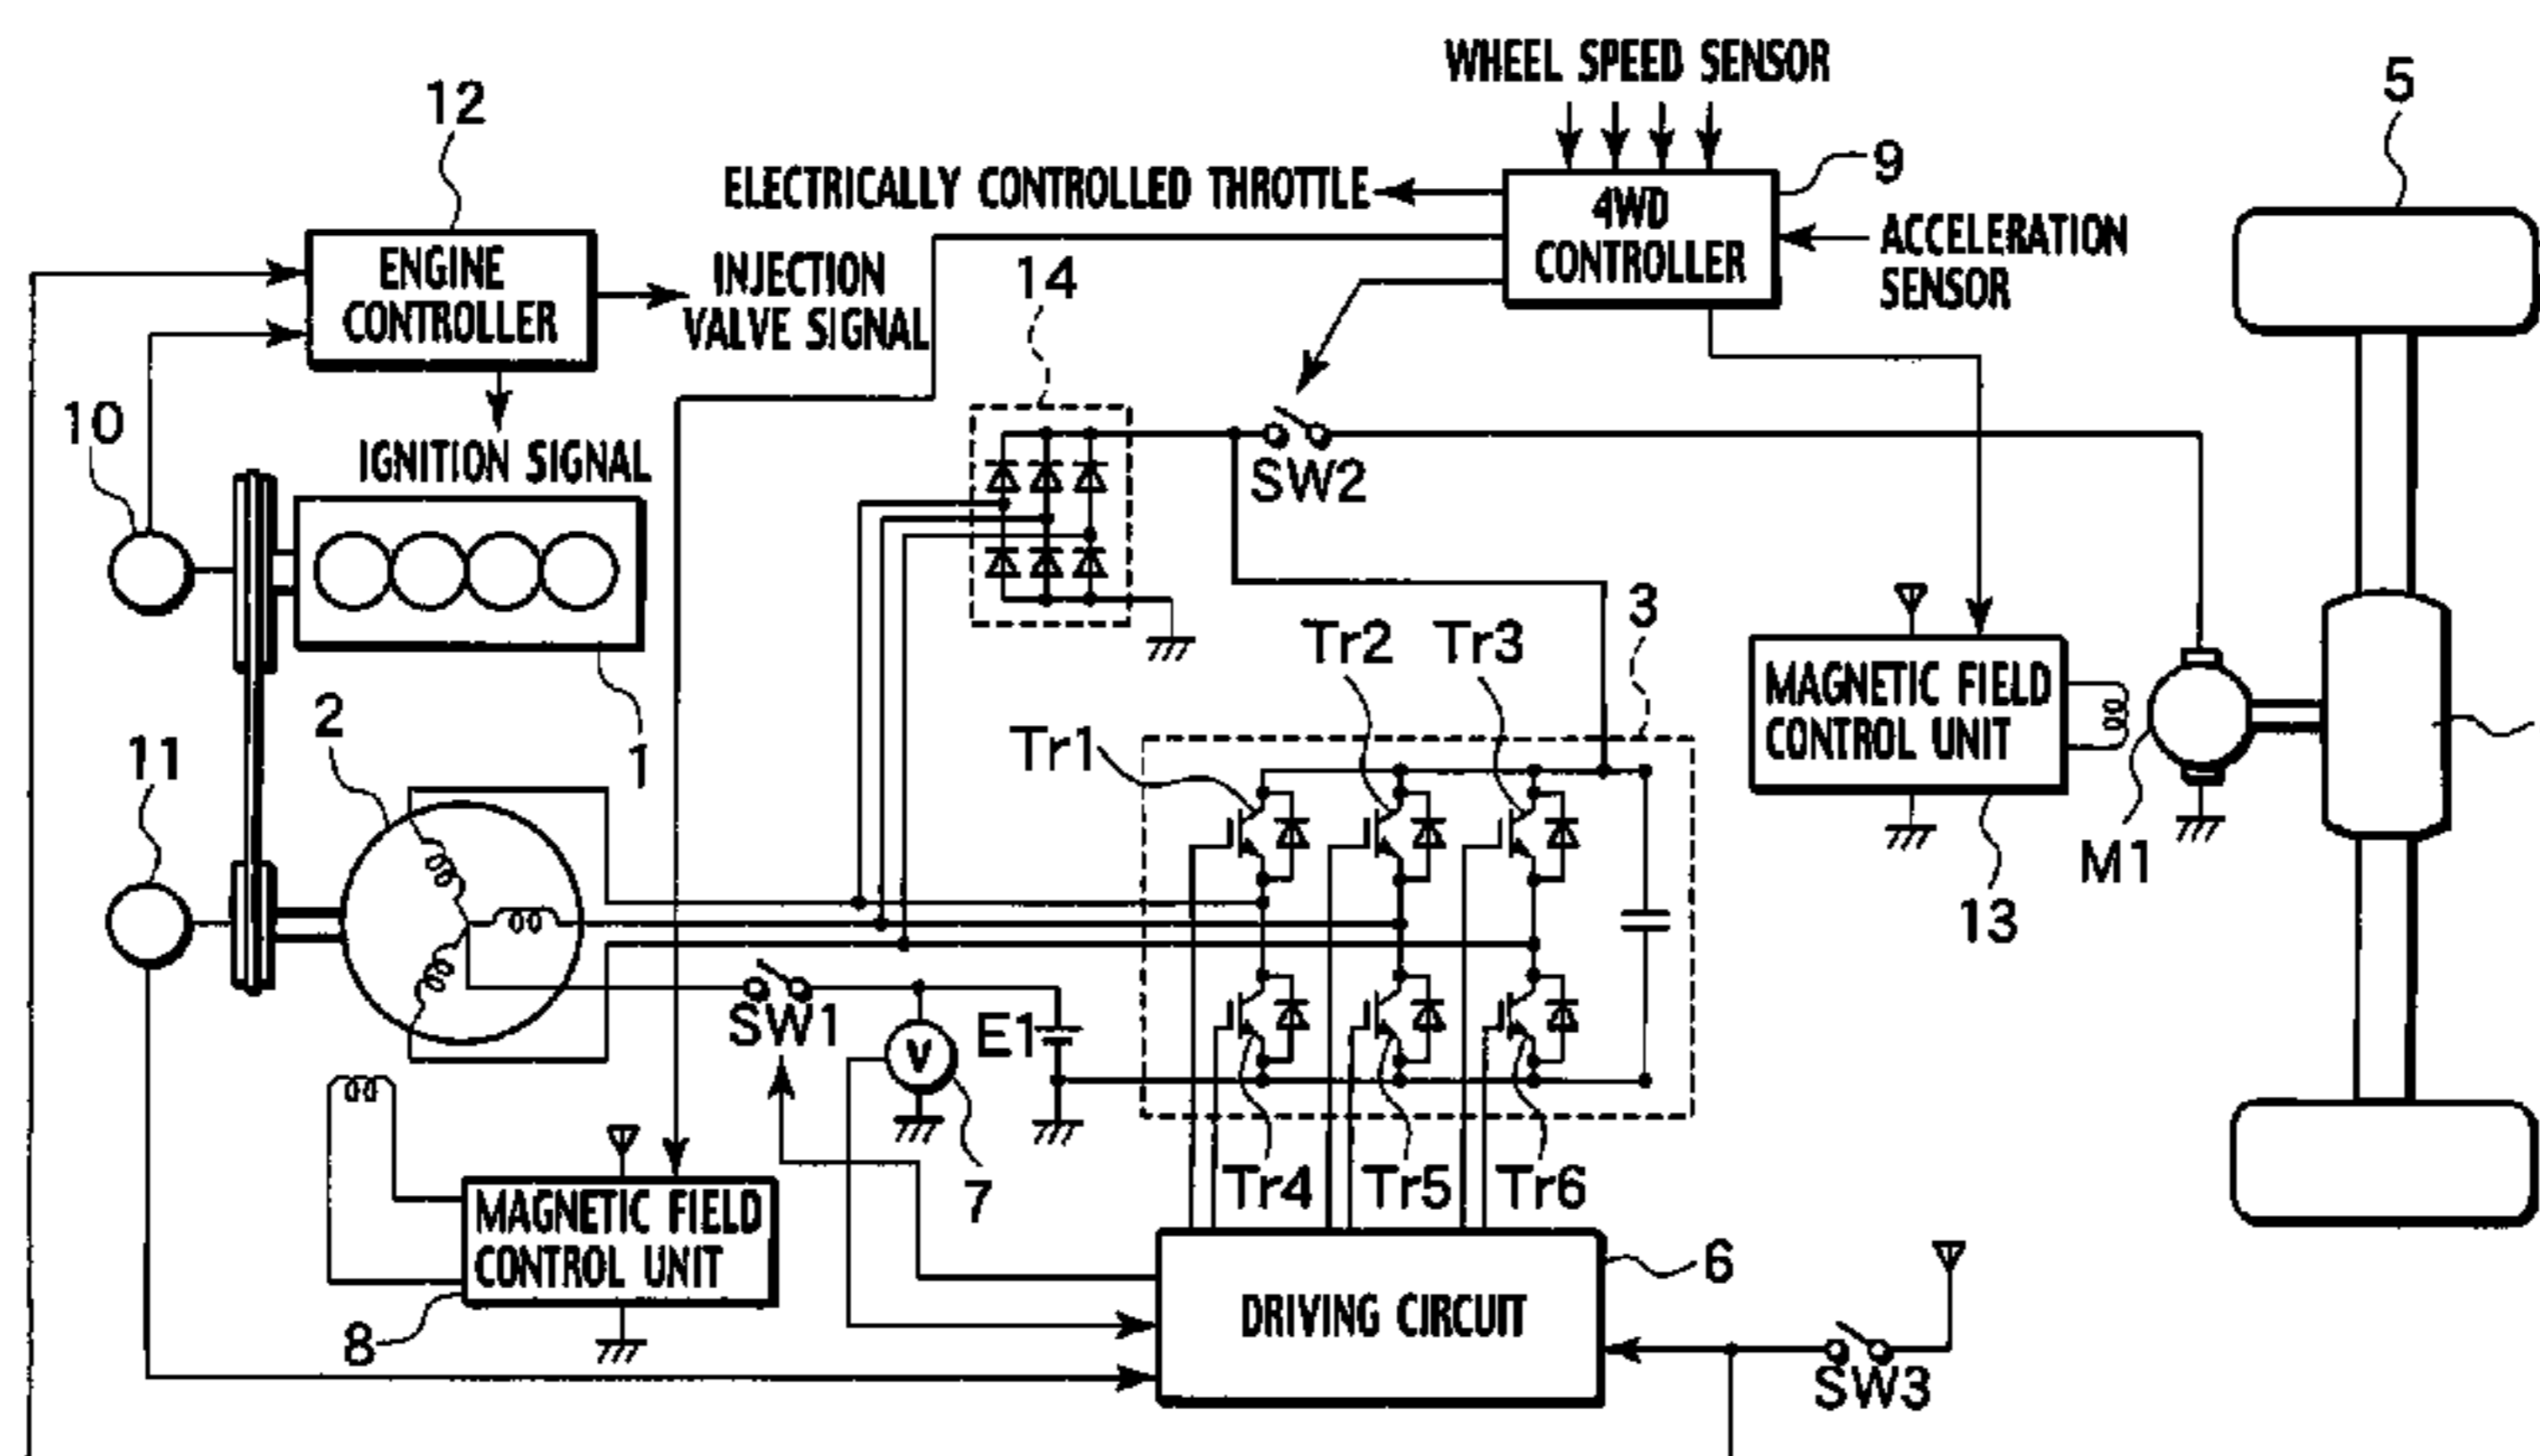 WHEEL SPEED SENSOR
5
12
9
ELECTRICALLY CONTROLLED THROTTLE
4WD
CONTROLLER
ACCELERATION
SENSOR
ENGINE
CONTROLLER
INJECTION
VALVE SIGNAL
14
10
IGNITION SIGNAL
SW2
3
Tr2
Tr3
MAGNETIC FIELD
CONTROL UNIT
2
1
11
Tr1
M1
13
SW1
V
E1
7
Tr4
Tr5
Tr6
MAGNETIC FIELD
CONTROL UNIT
8
6
DRIVING CIRCUIT
SW3